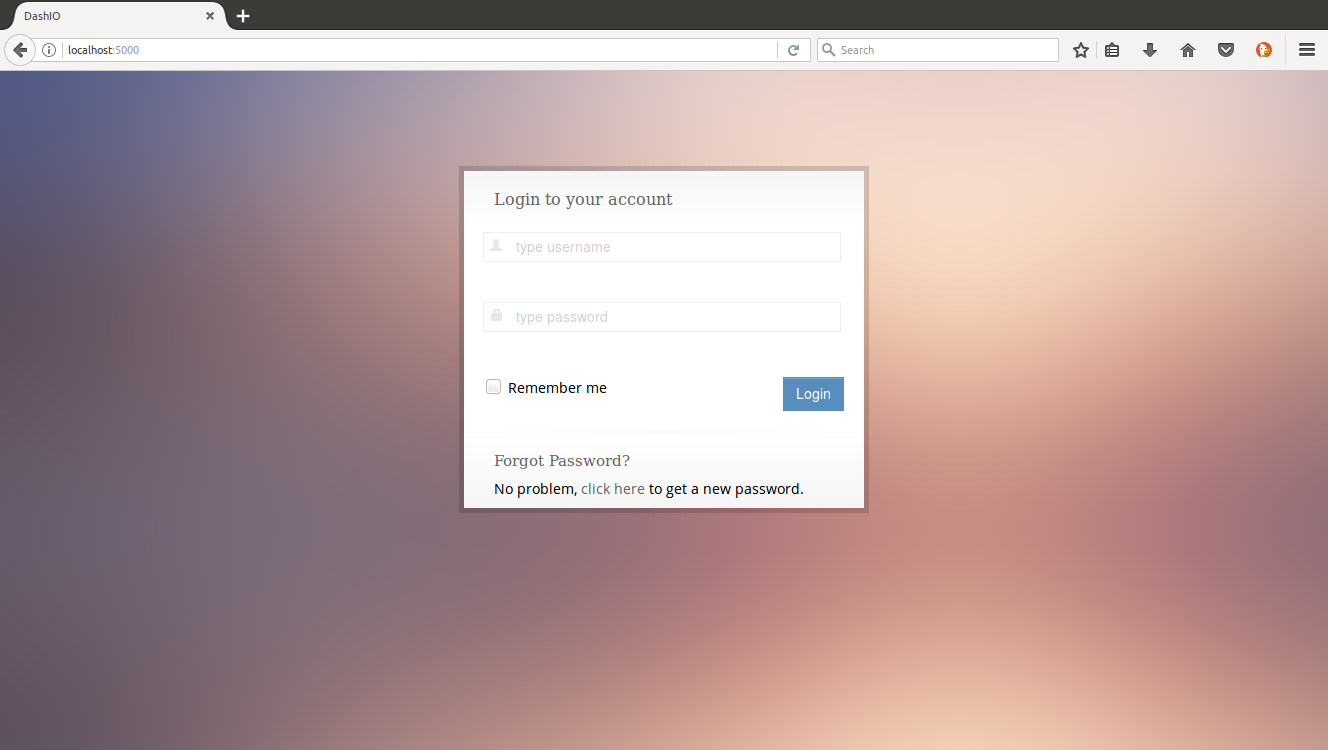 DashIO
localhost:5000
Search
Login to your account
type username
type password
Remember me
Login
Forgot Password?
No problem, click here to get a new password.